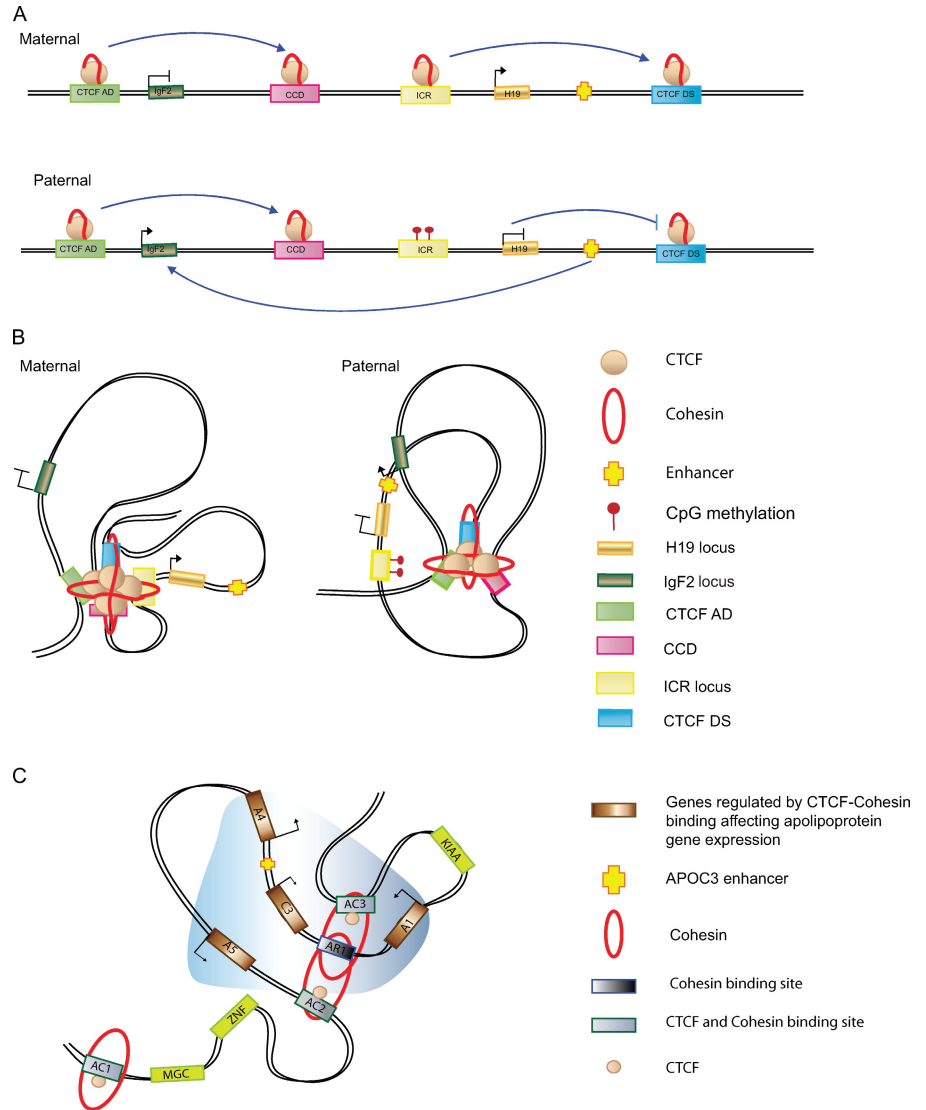 A
Maternal
CTCF AD
IgF2
CCD
ICR
H19
CTCF DS
Paternal
CTCF AD
IgF2
CCD
ICR
H19
CTCF DS
B
Maternal
Paternal
CTCF
Cohesin
Enhancer
CpG methylation
H19 locus
IgF2 locus
CTCF AD
CCD
ICR locus
CTCF DS
C
A4
C3
A5
AC3
AR1
A1
KIAA
AC2
ZNF
MGC
AC1
Genes regulated by CTCF-Cohesin
binding affecting apolipoprotein
gene expression
APOC3 enhancer
Cohesin
Cohesin binding site
CTCF and Cohesin binding site
CTCF